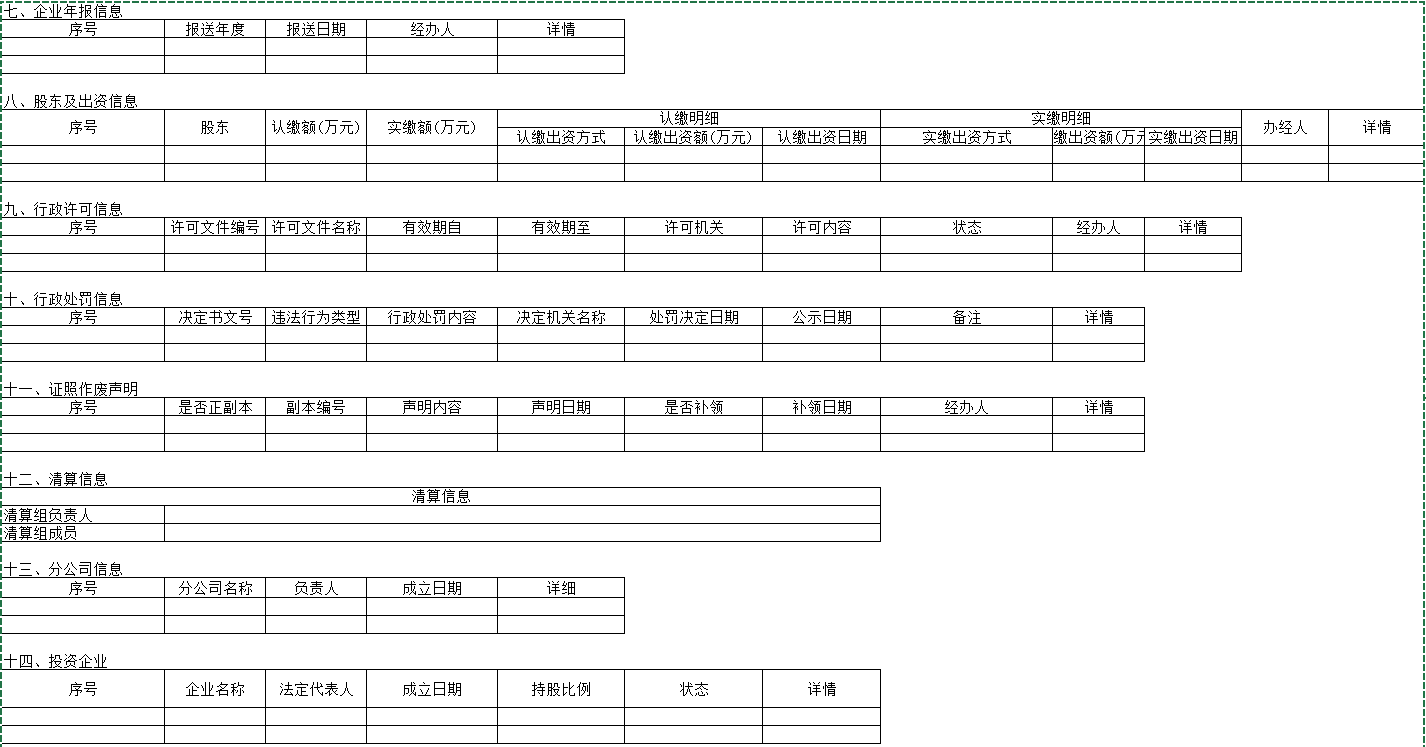 七、企业年报信息
序号 报送年度 报送日期 经办人 详情
八、股东及出资信息
序号 股东 认缴额(万元) 实缴额(万元) 认缴明细 实缴明细 办经人 详情
认缴出资方式 认缴出资额(万元) 认缴出资日期 实缴出资方式 缴出资额(万元 实缴出资日期
九、行政许可信息
序号 许可文件编号 许可文件名称 有效期自 有效期至 许可机关 许可内容 状态 经办人 详情
十、行政处罚信息
序号 决定书文号 违法行为类型 行政处罚内容 决定机关名称 处罚决定日期 公示日期 备注 详情
十一、证照作废声明
序号 是否正副本 副本编号 声明内容 声明日期 是否补领 补领日期 经办人 详情
十二、清算信息
清算信息
清算组负责人
清算组成员
十三、分公司信息
序号 分公司名称 负责人 成立日期 详细
十四、投资企业
序号 企业名称 法定代表人 成立日期 持股比例 状态 详情